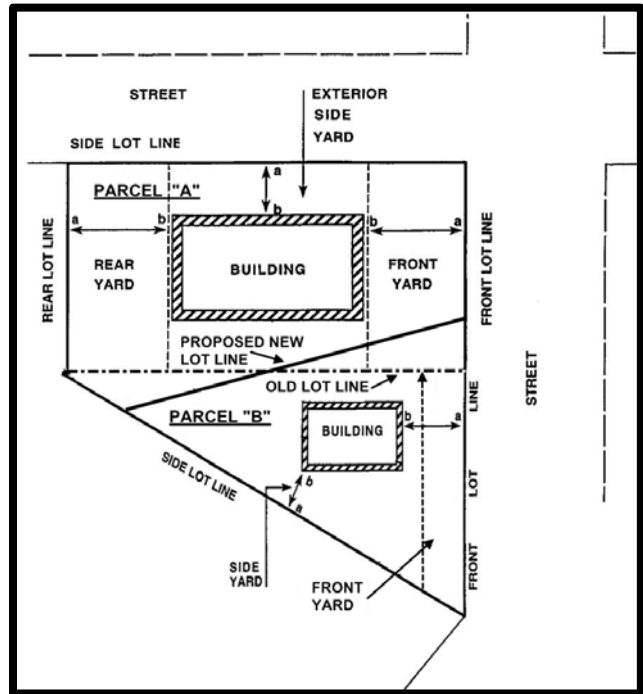 STREET
EXTERIOR
SIDE
YARD
SIDE LOT LINE
PARCEL "A"
a
b
a
b
b
a
REAR LOT LINE
REAR
YARD
BUILDING
FRONT
YARD
FRONT LOT LINE
STREET
PROPOSED NEW
LOT LINE
OLD LOT LINE
PARCEL "B"
BUILDING
b
a
FRONT LOT LINE
SIDE LOT LINE
b
a
SIDE
YARD
FRONT
YARD